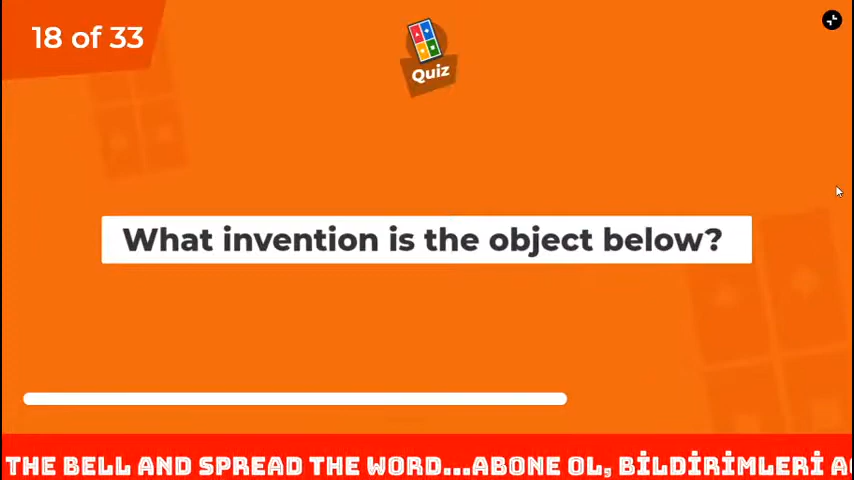 18 of 33
Quiz
What invention is the object below?
THE BELL AND SPREAD THE WORD...ABONE OL, BİLDİRİMLERİ